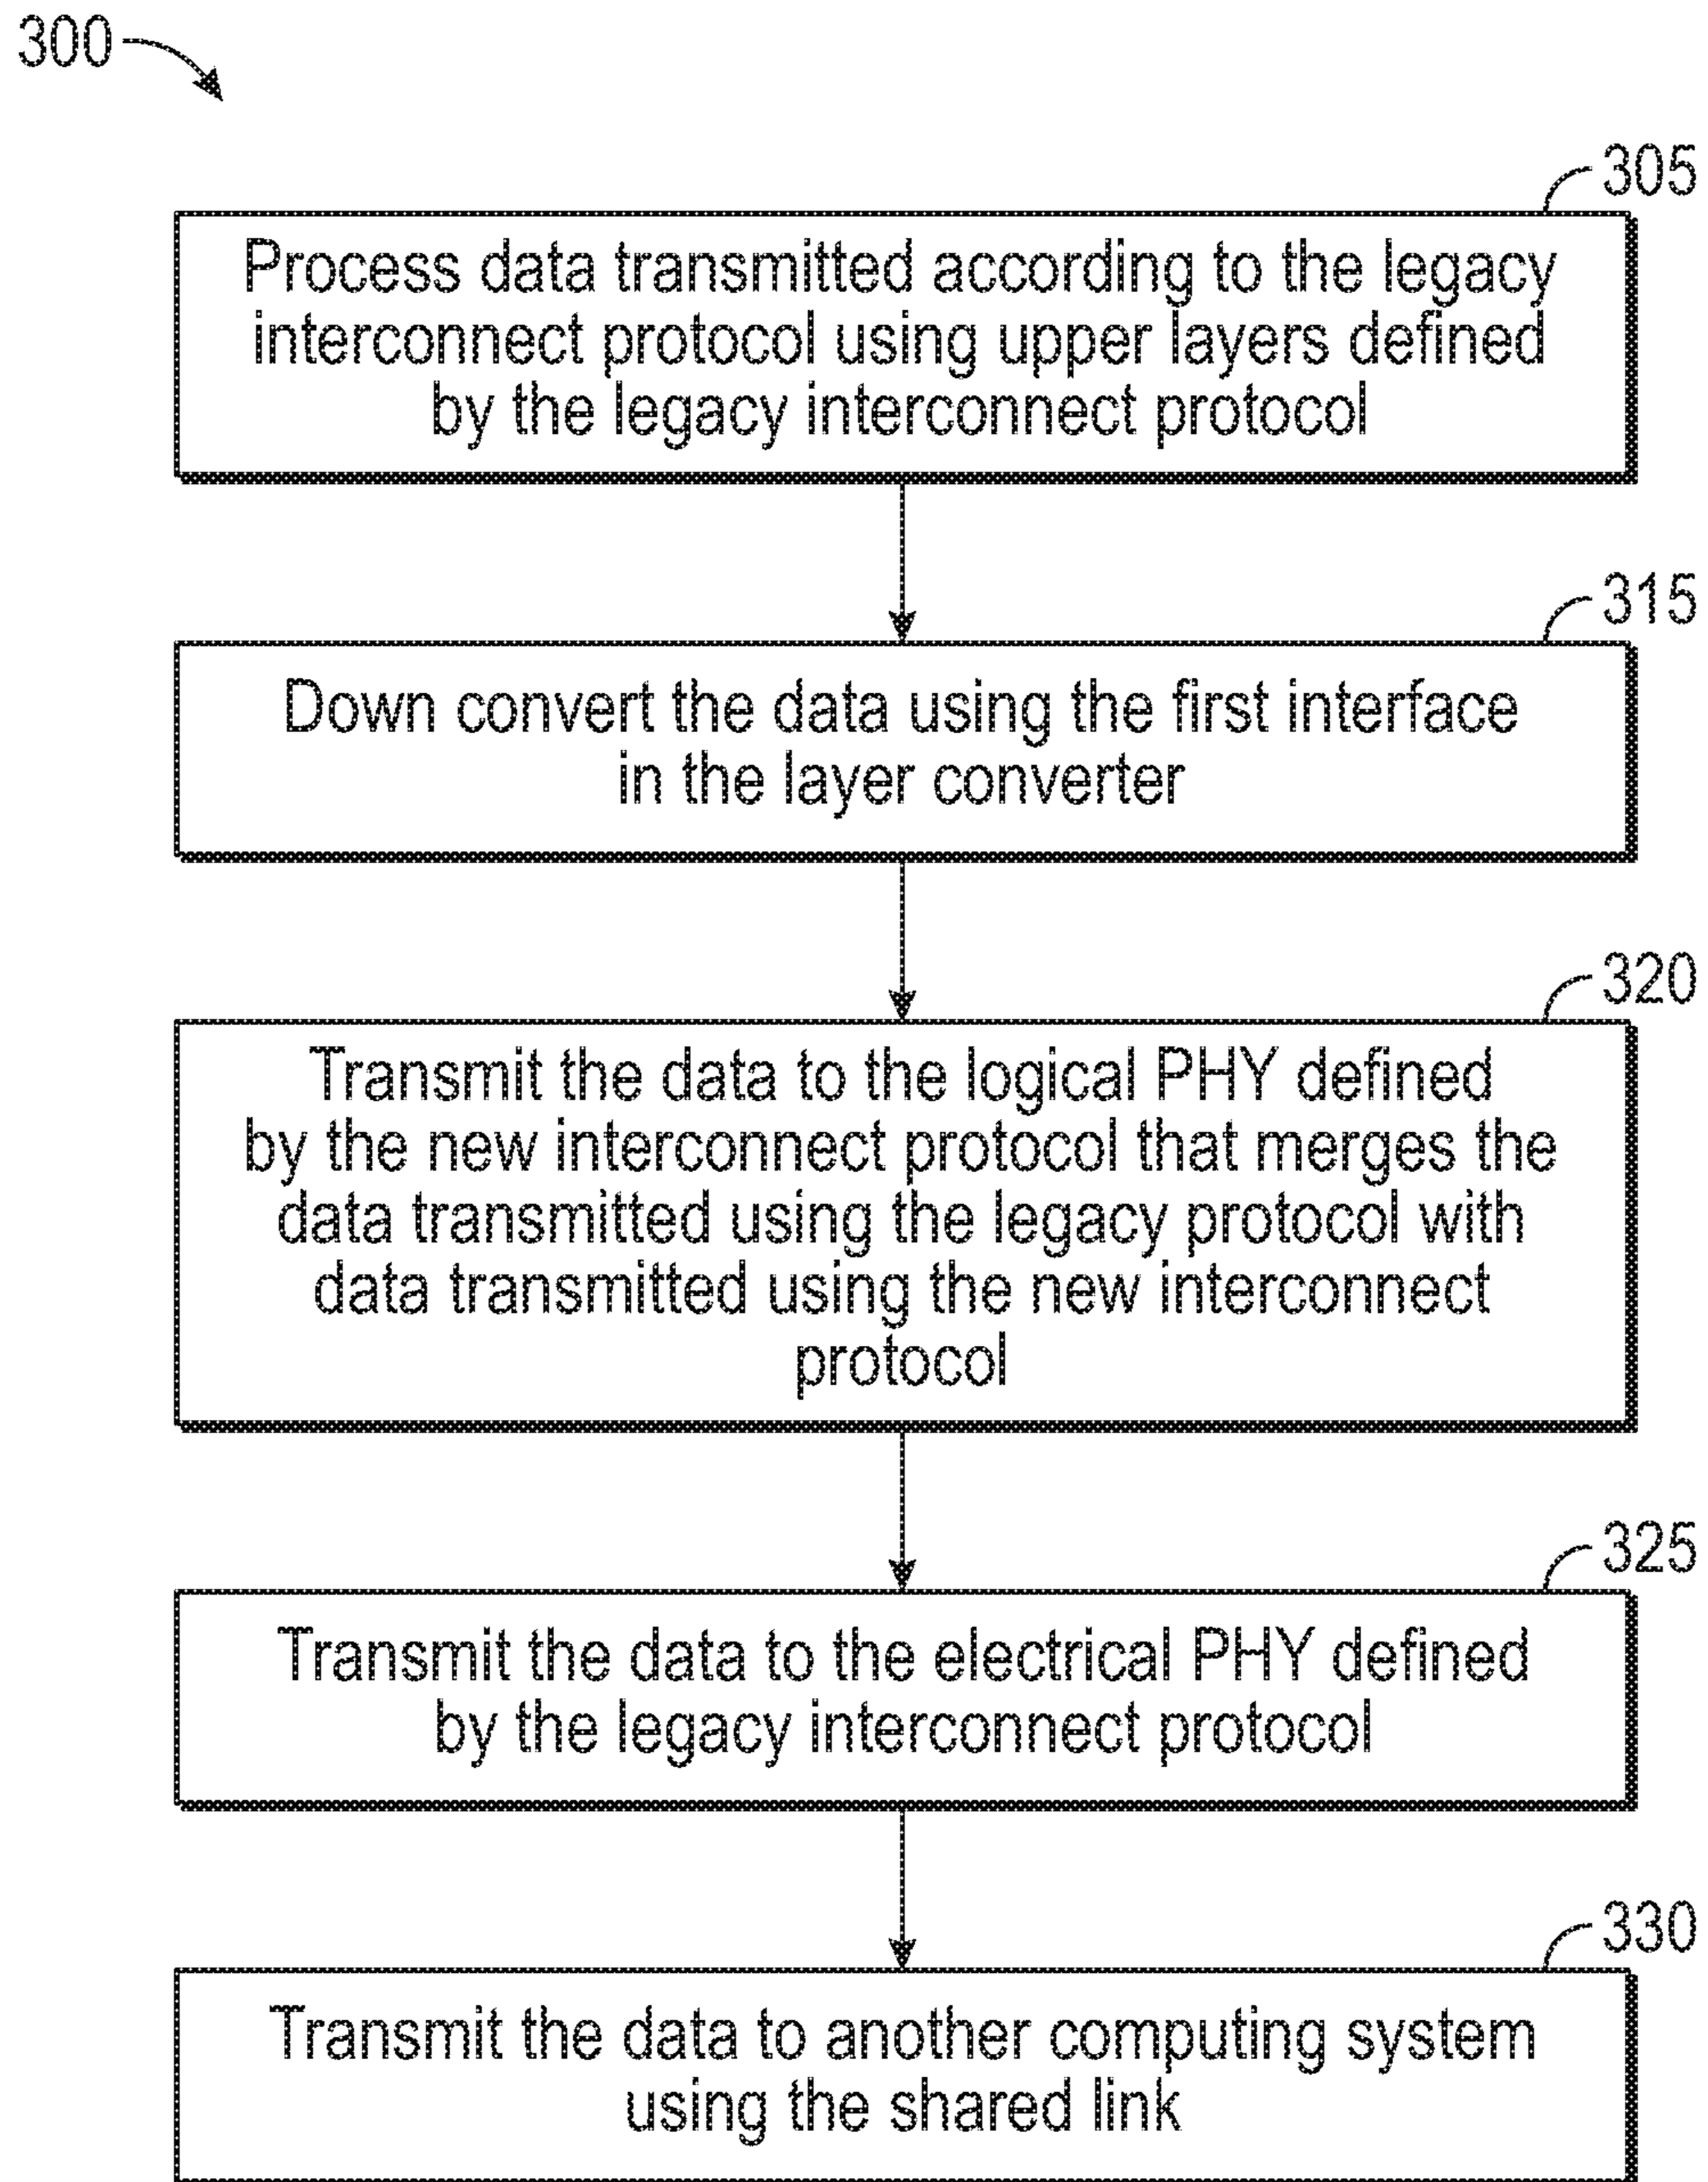 300
305
Process data transmitted according to the legacy
interconnect protocol using upper layers defined
by the legacy interconnect protocol
315
Down convert the data using the first interface
in the layer converter
320
Transmit the data to the logical PHY defined
by the new interconnect protocol that merges the
data transmitted using the legacy protocol with
data transmitted using the new interconnect
protocol
325
Transmit the data to the electrical PHY defined
by the legacy interconnect protocol
330
Transmit the data to another computing system
using the shared link